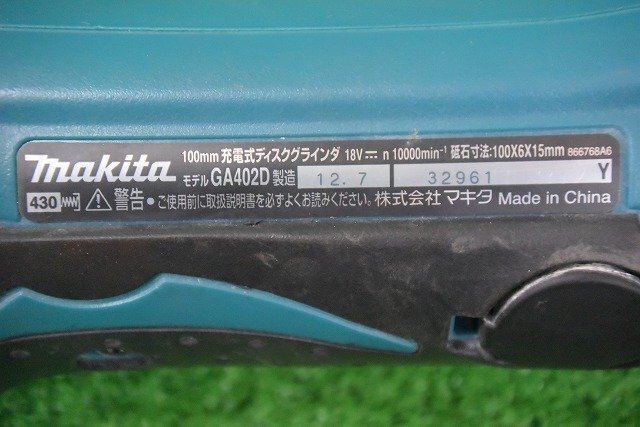 makita
100mm 充電式ディスクグラインダ 18V⎓ n 10000min⁻¹ 砥石寸法:100X6X15mm 866768A6
モデル GA402D 製造 12.7 32961 Y
430 警告・ご使用前に取扱説明書を必ずよくお読みください。株式会社 マキタ Made in China